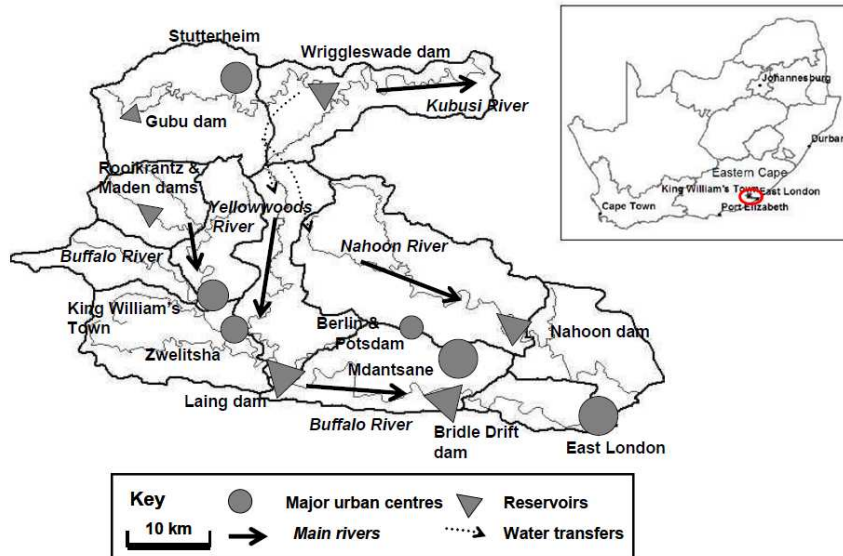 Stutterheim
Wriggleswade dam
Kubusi River
Gubu dam
Rooikrantz &
Maden dams
Yellowwoods
River
Buffalo River
Nahoon River
King William's
Town
Zwelitsha
Berlin &
Potsdam
Mdantsane
Nahoon dam
Laing dam
Buffalo River
Bridle Drift
dam
East London
Johannesburg
Durban
Eastern Cape
King William's Town
East London
Cape Town
Port Elizabeth
Key
Major urban centres
Reservoirs
10 km
Main rivers
Water transfers